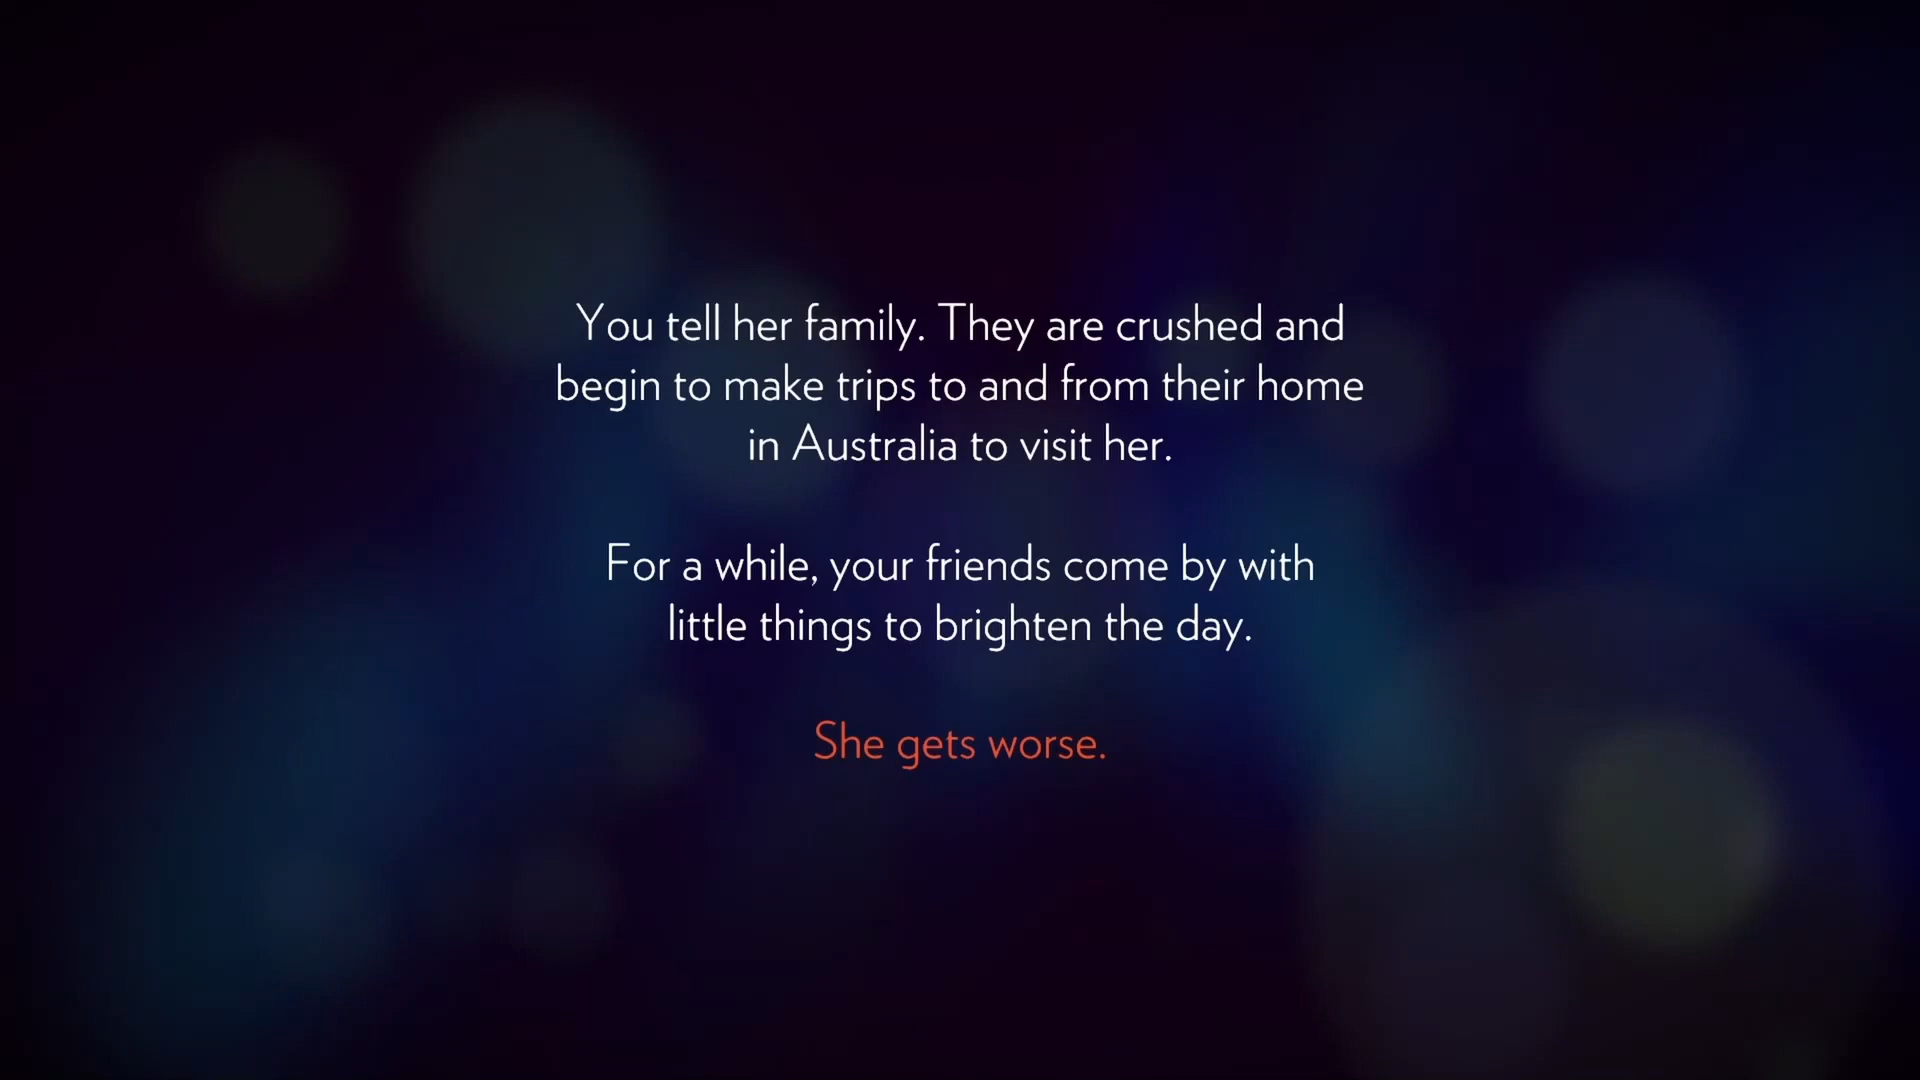 You tell her family. They are crushed and
begin to make trips to and from their home
in Australia to visit her.
For a while, your friends come by with
little things to brighten the day.
She gets worse.